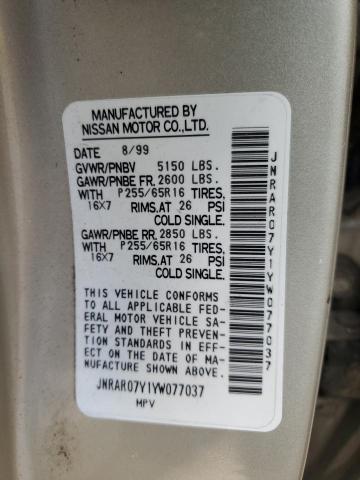 MANUFACTURED BY
NISSAN MOTOR CO.,LTD.
DATE 8/99
GVWR/PNBV 5150 LBS.
GAWR/PNBE FR 2600 LBS.
WITH P255/65R16 TIRES,
16X7 RIMS,AT 26 PSI
COLD SINGLE.
GAWR/PNBE RR 2850 LBS.
WITH P255/65R16 TIRES,
16X7 RIMS,AT 26 PSI
COLD SINGLE.
THIS VEHICLE CONFORMS
TO ALL APPLICABLE FED-
ERAL MOTOR VEHICLE SA-
FETY AND THEFT PREVENT-
ION STANDARDS IN EFF-
ECT ON THE DATE OF MA-
NUFACTURE SHOWN ABOVE.
JNRAR07Y1YW077037
MPV
JNRAR07Y1YW077037